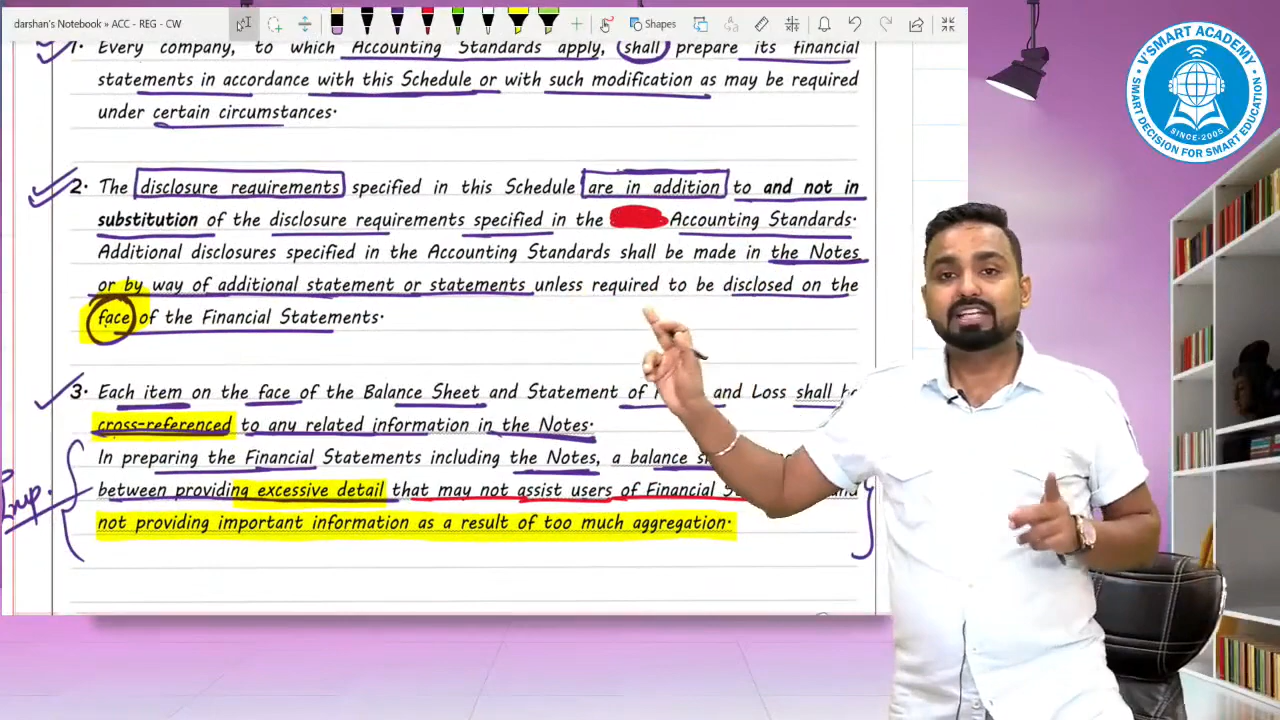 darshan's Notebook » ACC - REG - CW
Shapes
1. Every company, to which Accounting Standards apply, shall prepare its financial
statements in accordance with this Schedule or with such modification as may be required
under certain circumstances.
2. The disclosure requirements specified in this Schedule are in addition to and not in
substitution of the disclosure requirements specified in the Accounting Standards.
Additional disclosures specified in the Accounting Standards shall be made in the Notes
or by way of additional statement or statements unless required to be disclosed on the
face of the Financial Statements.
3. Each item on the face of the Balance Sheet and Statement of and Loss shall
cross-referenced to any related information in the Notes.
In preparing the Financial Statements including the Notes, a balance
Imp. between providing excessive detail that may not assist users of Financial
not providing important information as a result of too much aggregation.
V'SMART ACADEMY
SINCE-2005
SMART DECISION FOR SMART EDUCATION